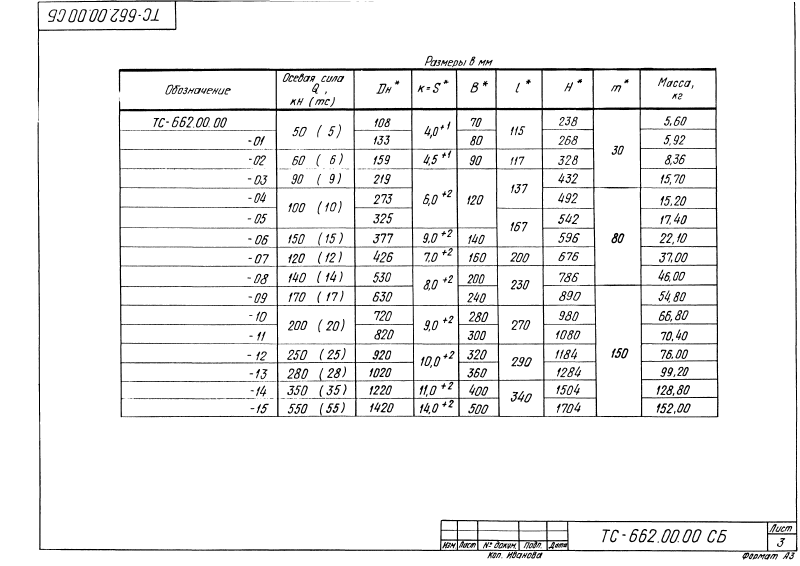 ТС-662.00.00 СБ
Размеры в мм
Обозначение | Осевая сила Q, кН (тс) | Dн* | к=S* | В* | l* | Н* | m* | Масса, кг
ТС-662.00.00 | 50 (5) | 108 | 4,0+1 | 70 | 115 | 238 | 30 | 5,60
-01 | 133 | 80 | 268 | 5,92
-02 | 60 (6) | 159 | 4,5+1 | 90 | 117 | 328 | 8,36
-03 | 90 (9) | 219 | 6,0+2 | 120 | 137 | 432 | 15,70
-04 | 100 (10) | 273 | 492 | 80 | 15,20
-05 | 325 | 167 | 542 | 17,40
-06 | 150 (15) | 377 | 9,0+2 | 140 | 596 | 22,10
-07 | 120 (12) | 426 | 7,0+2 | 160 | 200 | 676 | 37,00
-08 | 140 (14) | 530 | 8,0+2 | 200 | 230 | 786 | 46,00
-09 | 170 (17) | 630 | 240 | 890 | 150 | 54,80
-10 | 200 (20) | 720 | 9,0+2 | 280 | 270 | 980 | 66,80
-11 | 820 | 300 | 1080 | 70,40
-12 | 250 (25) | 920 | 10,0+2 | 320 | 290 | 1184 | 76,00
-13 | 280 (28) | 1020 | 360 | 1284 | 99,20
-14 | 350 (35) | 1220 | 11,0+2 | 400 | 340 | 1504 | 128,80
-15 | 550 (55) | 1420 | 14,0+2 | 500 | 1704 | 152,00
ТС-662.00.00 СБ
Лист
3
Изм Лист № докум. Подп. Дата
Коп. Иванова
Формат А3